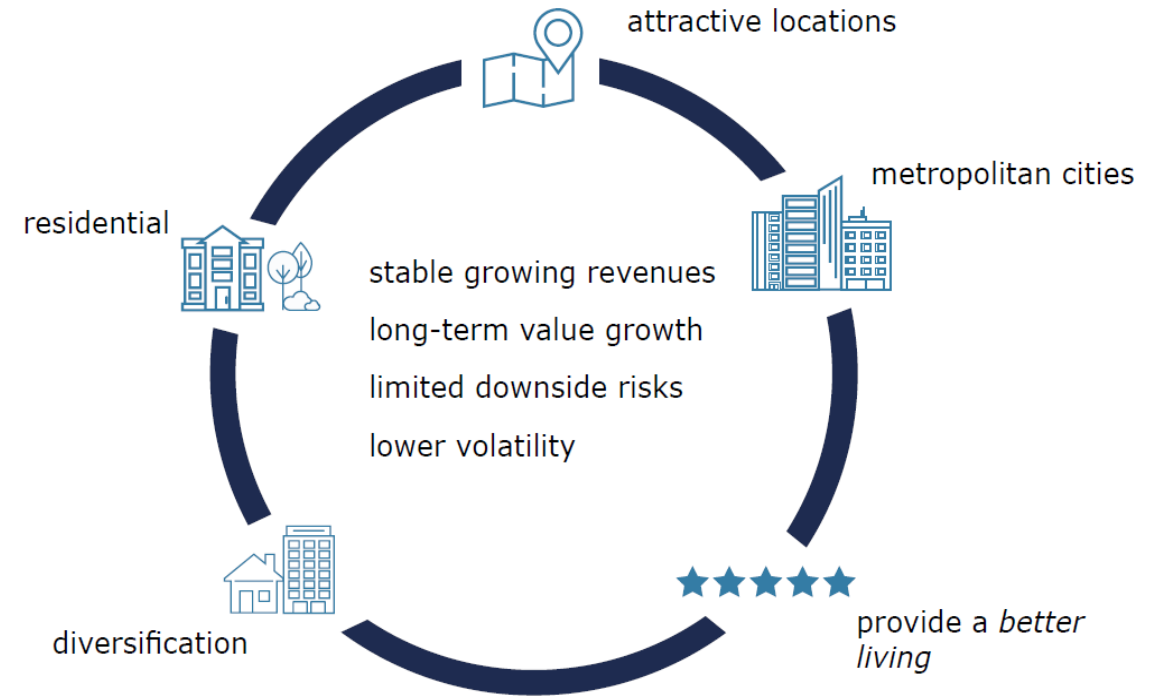 attractive locations
metropolitan cities
residential
stable growing revenues
long-term value growth
limited downside risks
lower volatility
provide a better
living
diversification